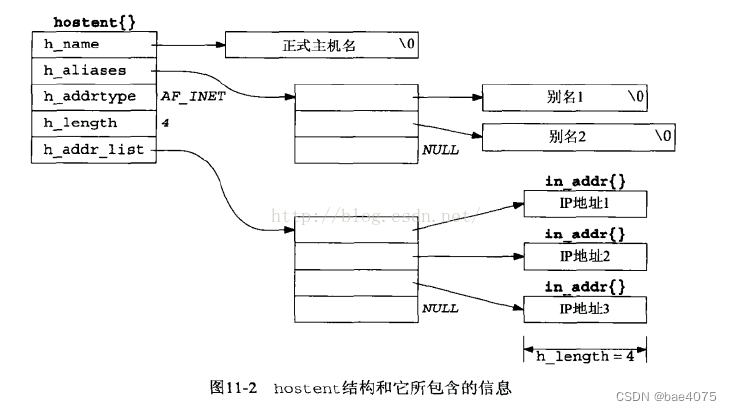 hostent{}
h_name
正式主机名 \0
h_aliases
h_addrtype AF_INET
别名1 \0
h_length 4
别名2 \0
h_addr_list
NULL
in_addr{}
IP地址1
http://blog.csdn.net/
in_addr{}
IP地址2
in_addr{}
NULL
IP地址3
h_length = 4
图11-2 hostent结构和它所包含的信息
CSDN @bae4075